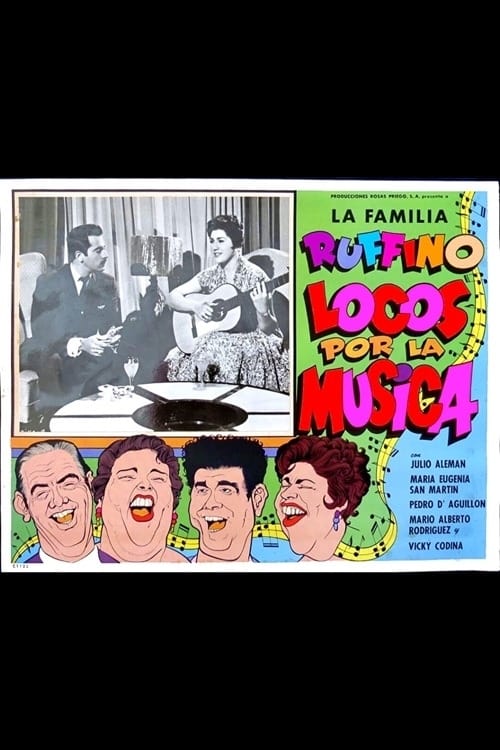 PRODUCCIONES ROSAS PRIEGO, S.A. presenta a
LA FAMILIA
RUFFINO
LOCOS
POR LA
MUSICA
con
JULIO ALEMAN
MARIA EUGENIA
SAN MARTIN
PEDRO D' AGUILLON
MARIO ALBERTO
RODRIGUEZ y
VICKY CODINA